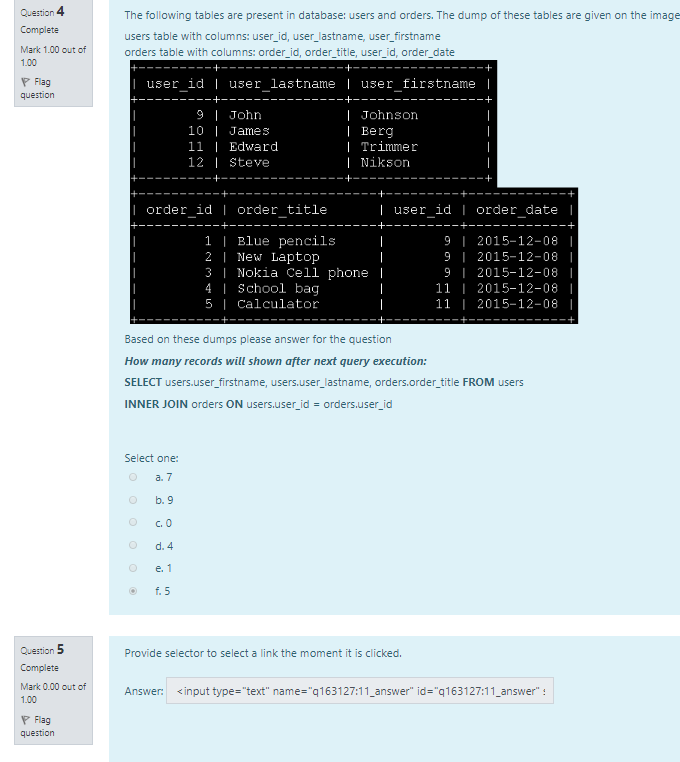 Question 4
Complete
Mark 1.00 out of
1.00
Flag
question
The following tables are present in database: users and orders. The dump of these tables are given on the image
users table with columns: user_id, user_lastname, user_firstname
orders table with columns: order_id, order_title, user_id, order_date
+---------+---------------+----------------+
| user_id | user_lastname | user_firstname |
+---------+---------------+----------------+
| 9 | John | Johnson |
| 10 | James | Berg |
| 11 | Edward | Trimmer |
| 12 | Steve | Nikson |
+---------+---------------+----------------+
+----------+------------------+---------+------------+
| order_id | order_title | user_id | order_date |
+----------+------------------+---------+------------+
| 1 | Blue pencils | 9 | 2015-12-08 |
| 2 | New Laptop | 9 | 2015-12-08 |
| 3 | Nokia Cell phone | 9 | 2015-12-08 |
| 4 | School bag | 11 | 2015-12-08 |
| 5 | Calculator | 11 | 2015-12-08 |
+----------+------------------+---------+------------+
Based on these dumps please answer for the question
How many records will shown after next query execution:
SELECT users.user_firstname, users.user_lastname, orders.order_title FROM users
INNER JOIN orders ON users.user_id = orders.user_id
Select one:
a. 7
b. 9
c. 0
d. 4
e. 1
f. 5
Question 5
Complete
Mark 0.00 out of
1.00
Flag
question
Provide selector to select a link the moment it is clicked.
Answer: <input type="text" name="q163127:11_answer" id="q163127:11_answer"